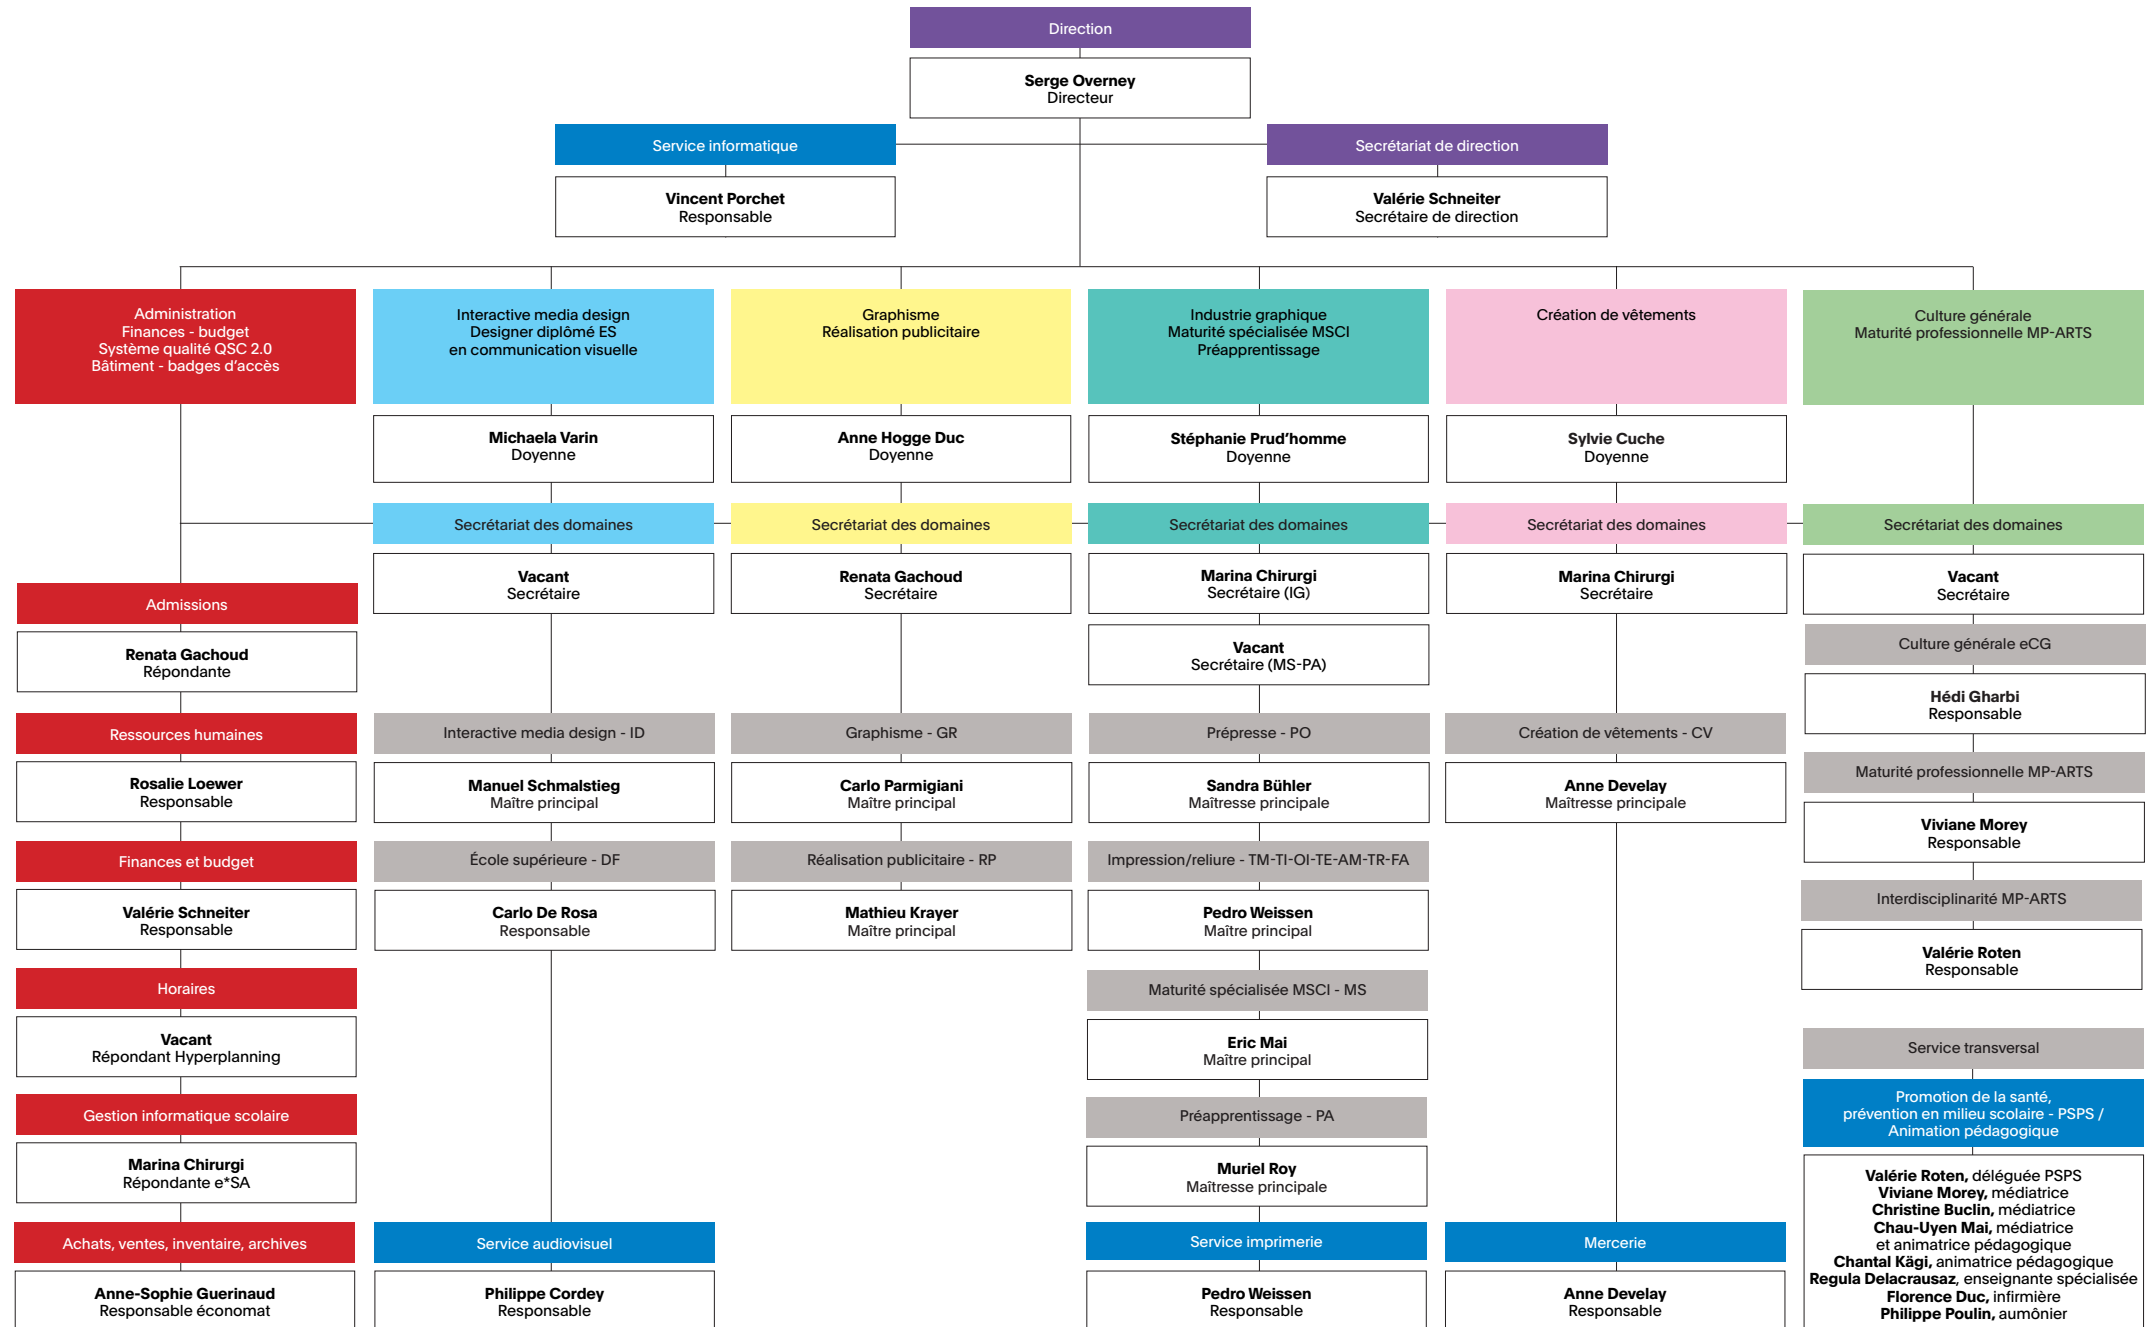 Direction
Serge Overney
Directeur
Service informatique
Vincent Porchet
Responsable
Secrétariat de direction
Valérie Schneiter
Secrétaire de direction
Administration
Finances - budget
Système qualité QSC 2.0
Bâtiment - badges d'accès
Admissions
Renata Gachoud
Répondante
Ressources humaines
Rosalie Loewer
Responsable
Finances et budget
Valérie Schneiter
Responsable
Horaires
Vacant
Répondant Hyperplanning
Gestion informatique scolaire
Marina Chirurgi
Répondante e*SA
Achats, ventes, inventaire, archives
Anne-Sophie Guerinaud
Responsable économat
Interactive media design
Designer diplômé ES
en communication visuelle
Michaela Varin
Doyenne
Secrétariat des domaines
Vacant
Secrétaire
Interactive media design - ID
Manuel Schmalstieg
Maître principal
École supérieure - DF
Carlo De Rosa
Responsable
Service audiovisuel
Philippe Cordey
Responsable
Graphisme
Réalisation publicitaire
Anne Hogge Duc
Doyenne
Secrétariat des domaines
Renata Gachoud
Secrétaire
Graphisme - GR
Carlo Parmigiani
Maître principal
Réalisation publicitaire - RP
Mathieu Krayer
Maître principal
Industrie graphique
Maturité spécialisée MSCI
Préapprentissage
Stéphanie Prud'homme
Doyenne
Secrétariat des domaines
Marina Chirurgi
Secrétaire (IG)
Vacant
Secrétaire (MS-PA)
Prépresse - PO
Sandra Bühler
Maîtresse principale
Impression/reliure - TM-TI-OI-TE-AM-TR-FA
Pedro Weissen
Maître principal
Maturité spécialisée MSCI - MS
Eric Mai
Maître principal
Préapprentissage - PA
Muriel Roy
Maîtresse principale
Service imprimerie
Pedro Weissen
Responsable
Création de vêtements
Sylvie Cuche
Doyenne
Secrétariat des domaines
Marina Chirurgi
Secrétaire
Création de vêtements - CV
Anne Develay
Maîtresse principale
Mercerie
Anne Develay
Responsable
Culture générale
Maturité professionnelle MP-ARTS
Secrétariat des domaines
Vacant
Secrétaire
Culture générale eCG
Hédi Gharbi
Responsable
Maturité professionnelle MP-ARTS
Viviane Morey
Responsable
Interdisciplinarité MP-ARTS
Valérie Roten
Responsable
Service transversal
Promotion de la santé,
prévention en milieu scolaire - PSPS /
Animation pédagogique
Valérie Roten, déléguée PSPS
Viviane Morey, médiatrice
Christine Buclin, médiatrice
Chau-Uyen Mai, médiatrice
et animatrice pédagogique
Chantal Kägi, animatrice pédagogique
Regula Delacrausaz, enseignante spécialisée
Florence Duc, infirmière
Philippe Poulin, aumônier